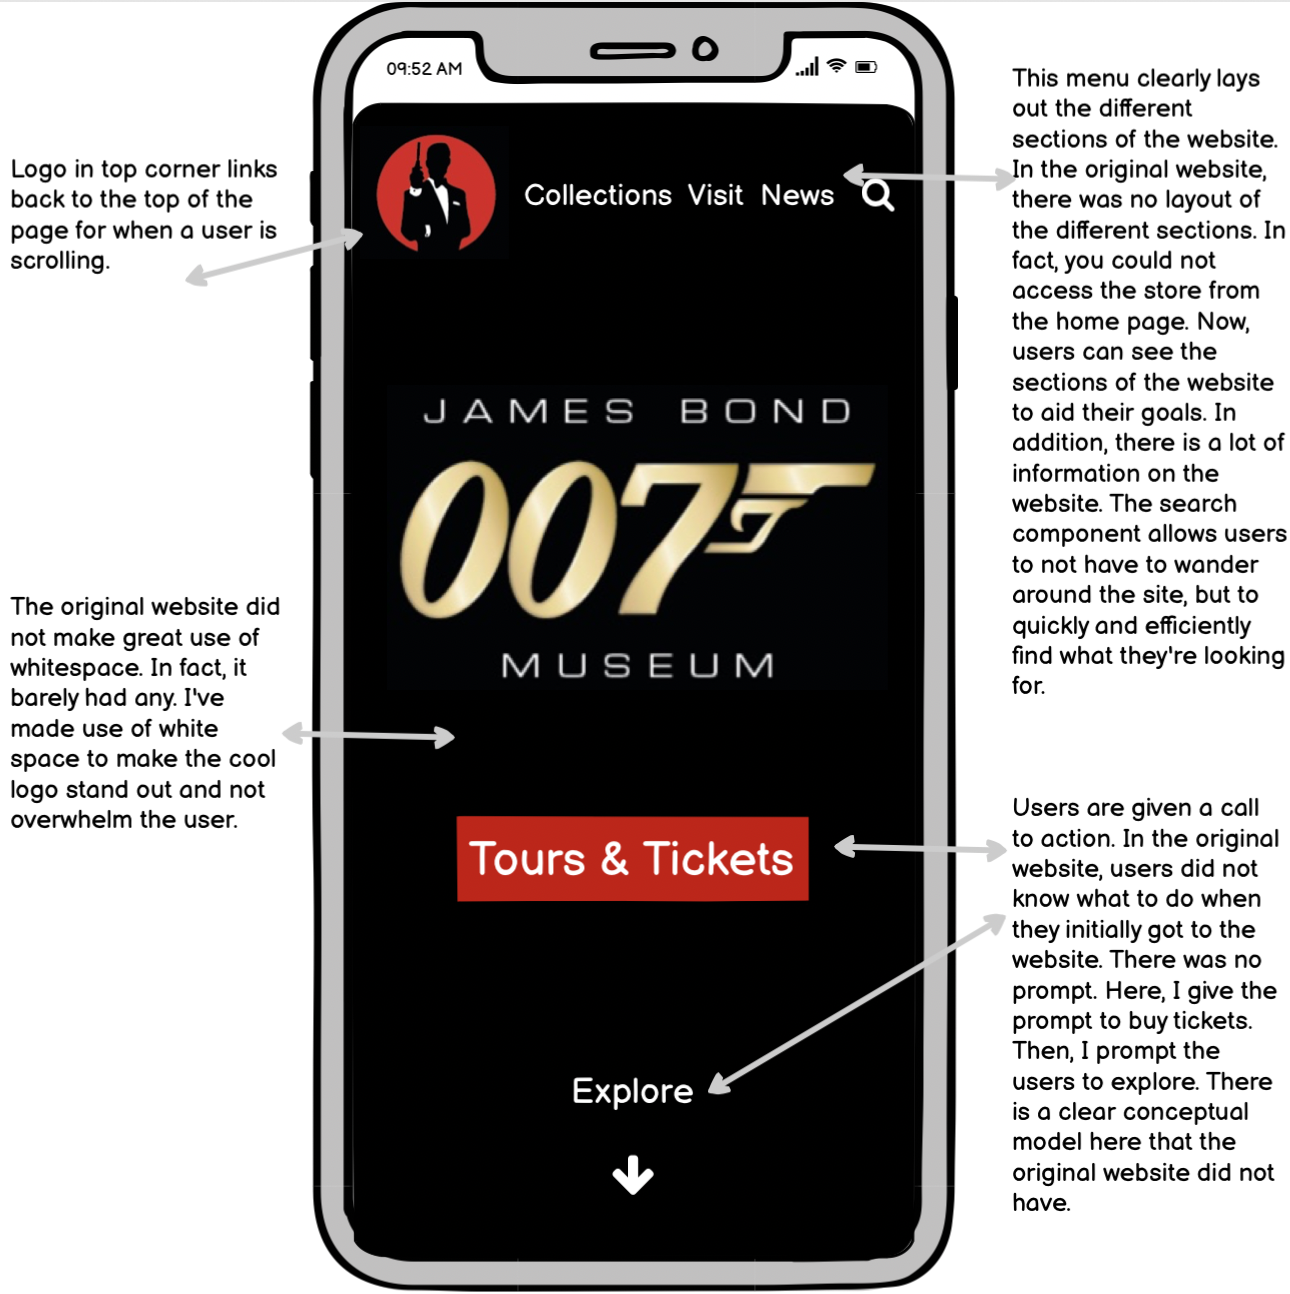 09:52 AM
Logo in top corner links
back to the top of the
page for when a user is
scrolling.
Collections Visit News
This menu clearly lays
out the different
sections of the website.
In the original website,
there was no layout of
the different sections. In
fact, you could not
access the store from
the home page. Now,
users can see the
sections of the website
to aid their goals. In
addition, there is a lot of
information on the
website. The search
component allows users
to not have to wander
around the site, but to
quickly and efficiently
find what they're looking
for.
JAMES BOND
007
MUSEUM
The original website did
not make great use of
whitespace. In fact, it
barely had any. I've
made use of white
space to make the cool
logo stand out and not
overwhelm the user.
Tours & Tickets
Users are given a call
to action. In the original
website, users did not
know what to do when
they initially got to the
website. There was no
prompt. Here, I give the
prompt to buy tickets.
Then, I prompt the
users to explore. There
is a clear conceptual
model here that the
original website did not
have.
Explore